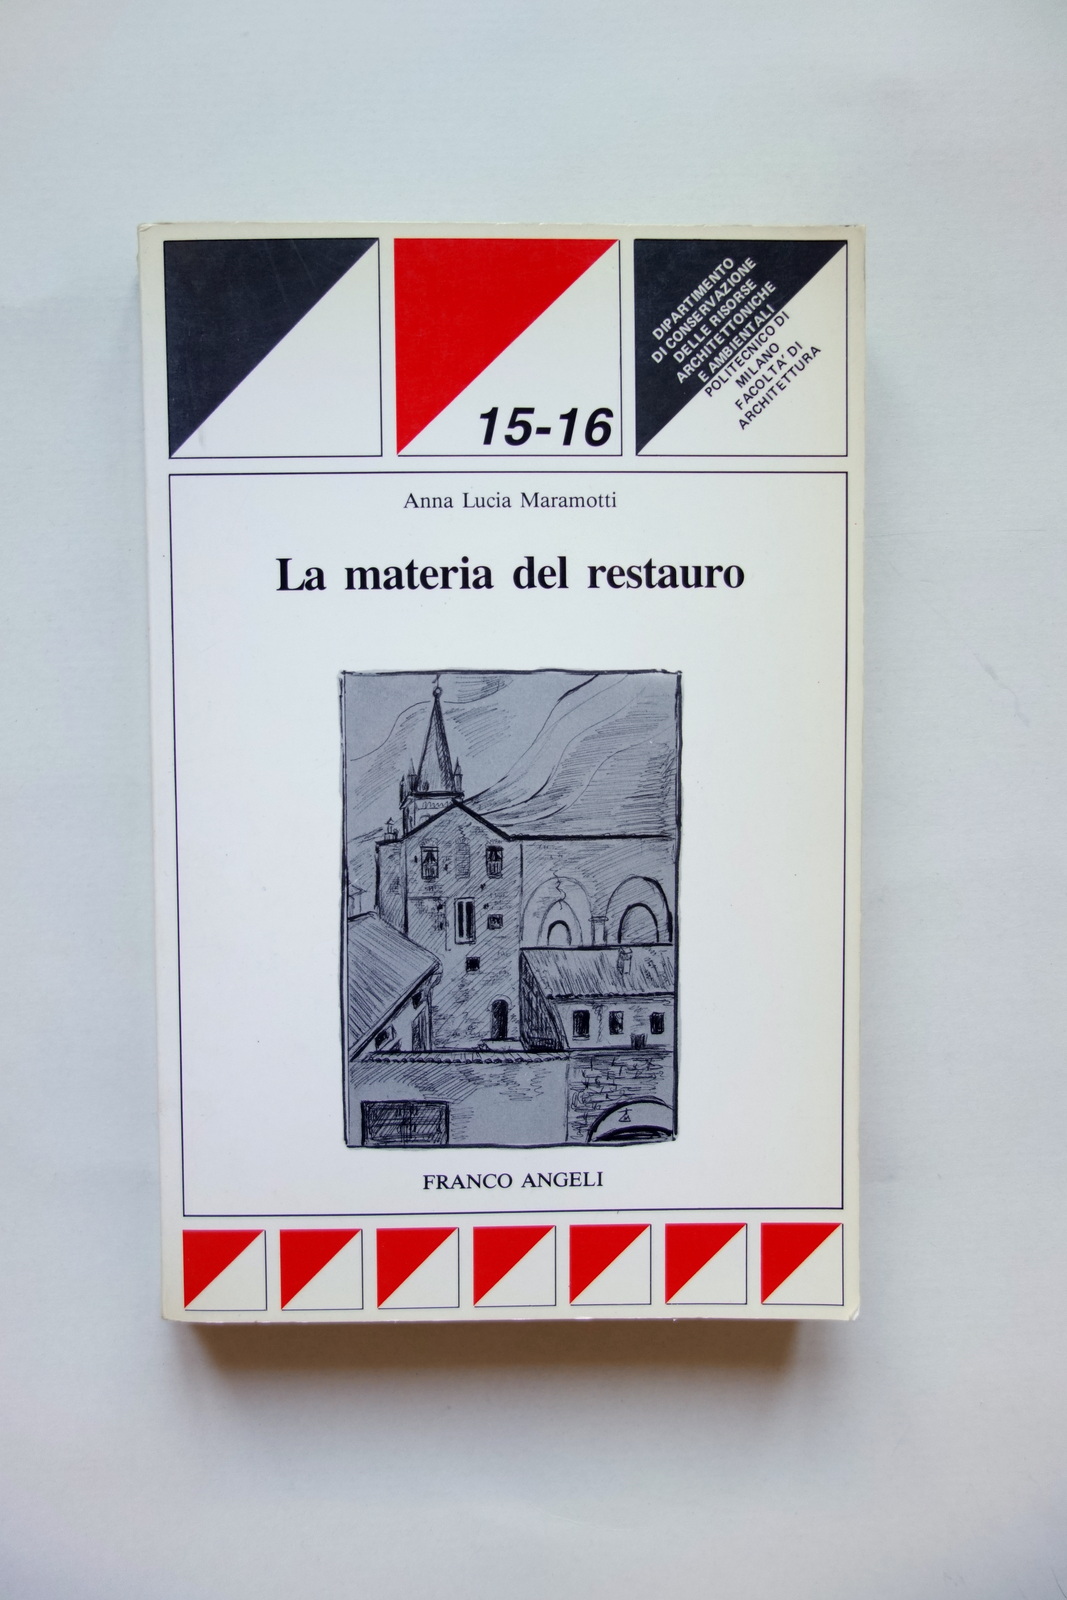 15-16
DIPARTIMENTO
DI CONSERVAZIONE
DELLE RISORSE
ARCHITETTONICHE
E AMBIENTALI
POLITECNICO DI
MILANO
FACOLTA' DI
ARCHITETTURA
Anna Lucia Maramotti
La materia del restauro
FRANCO ANGELI